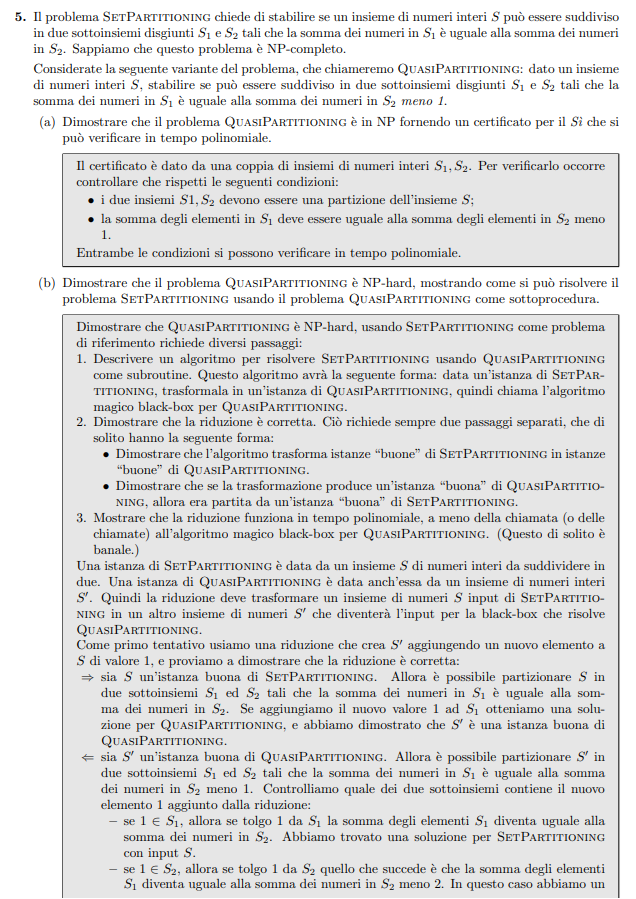 5. Il problema SETPARTITIONING chiede di stabilire se un insieme di numeri interi S può essere suddiviso
in due sottoinsiemi disgiunti S1 e S2 tali che la somma dei numeri in S1 è uguale alla somma dei numeri
in S2. Sappiamo che questo problema è NP-completo.
Considerate la seguente variante del problema, che chiameremo QUASIPARTITIONING: dato un insieme
di numeri interi S, stabilire se può essere suddiviso in due sottoinsiemi disgiunti S1 e S2 tali che la
somma dei numeri in S1 è uguale alla somma dei numeri in S2 meno 1.
(a) Dimostrare che il problema QUASIPARTITIONING è in NP fornendo un certificato per il Sì che si
può verificare in tempo polinomiale.
Il certificato è dato da una coppia di insiemi di numeri interi S1, S2. Per verificarlo occorre
controllare che rispetti le seguenti condizioni:
• i due insiemi S1, S2 devono essere una partizione dell'insieme S;
• la somma degli elementi in S1 deve essere uguale alla somma degli elementi in S2 meno
1.
Entrambe le condizioni si possono verificare in tempo polinomiale.
(b) Dimostrare che il problema QUASIPARTITIONING è NP-hard, mostrando come si può risolvere il
problema SETPARTITIONING usando il problema QUASIPARTITIONING come sottoprocedura.
Dimostrare che QUASIPARTITIONING è NP-hard, usando SETPARTITIONING come problema
di riferimento richiede diversi passaggi:
1. Descrivere un algoritmo per risolvere SETPARTITIONING usando QUASIPARTITIONING
come subroutine. Questo algoritmo avrà la seguente forma: data un'istanza di SETPAR-
TITIONING, trasformala in un'istanza di QUASIPARTITIONING, quindi chiama l'algoritmo
magico black-box per QUASIPARTITIONING.
2. Dimostrare che la riduzione è corretta. Ciò richiede sempre due passaggi separati, che di
solito hanno la seguente forma:
• Dimostrare che l'algoritmo trasforma istanze “buone” di SETPARTITIONING in istanze
“buone” di QUASIPARTITIONING.
• Dimostrare che se la trasformazione produce un'istanza “buona” di QUASIPARTITIO-
NING, allora era partita da un'istanza “buona” di SETPARTITIONING.
3. Mostrare che la riduzione funziona in tempo polinomiale, a meno della chiamata (o delle
chiamate) all'algoritmo magico black-box per QUASIPARTITIONING. (Questo di solito è
banale.)
Una istanza di SETPARTITIONING è data da un insieme S di numeri interi da suddividere in
due. Una istanza di QUASIPARTITIONING è data anch'essa da un insieme di numeri interi
S'. Quindi la riduzione deve trasformare un insieme di numeri S input di SETPARTITIO-
NING in un altro insieme di numeri S' che diventerà l'input per la black-box che risolve
QUASIPARTITIONING.
Come primo tentativo usiamo una riduzione che crea S' aggiungendo un nuovo elemento a
S di valore 1, e proviamo a dimostrare che la riduzione è corretta:
⇒ sia S un'istanza buona di SETPARTITIONING. Allora è possibile partizionare S in
due sottoinsiemi S1 ed S2 tali che la somma dei numeri in S1 è uguale alla som-
ma dei numeri in S2. Se aggiungiamo il nuovo valore 1 ad S1 otteniamo una solu-
zione per QUASIPARTITIONING, e abbiamo dimostrato che S' è una istanza buona di
QUASIPARTITIONING.
⇐ sia S' un'istanza buona di QUASIPARTITIONING. Allora è possibile partizionare S' in
due sottoinsiemi S1 ed S2 tali che la somma dei numeri in S1 è uguale alla somma
dei numeri in S2 meno 1. Controlliamo quale dei due sottoinsiemi contiene il nuovo
elemento 1 aggiunto dalla riduzione:
– se 1 ∈ S1, allora se tolgo 1 da S1 la somma degli elementi S1 diventa uguale alla
somma dei numeri in S2. Abbiamo trovato una soluzione per SETPARTITIONING
con input S.
– se 1 ∈ S2, allora se tolgo 1 da S2 quello che succede è che la somma degli elementi
S1 diventa uguale alla somma dei numeri in S2 meno 2. In questo caso abbiamo un